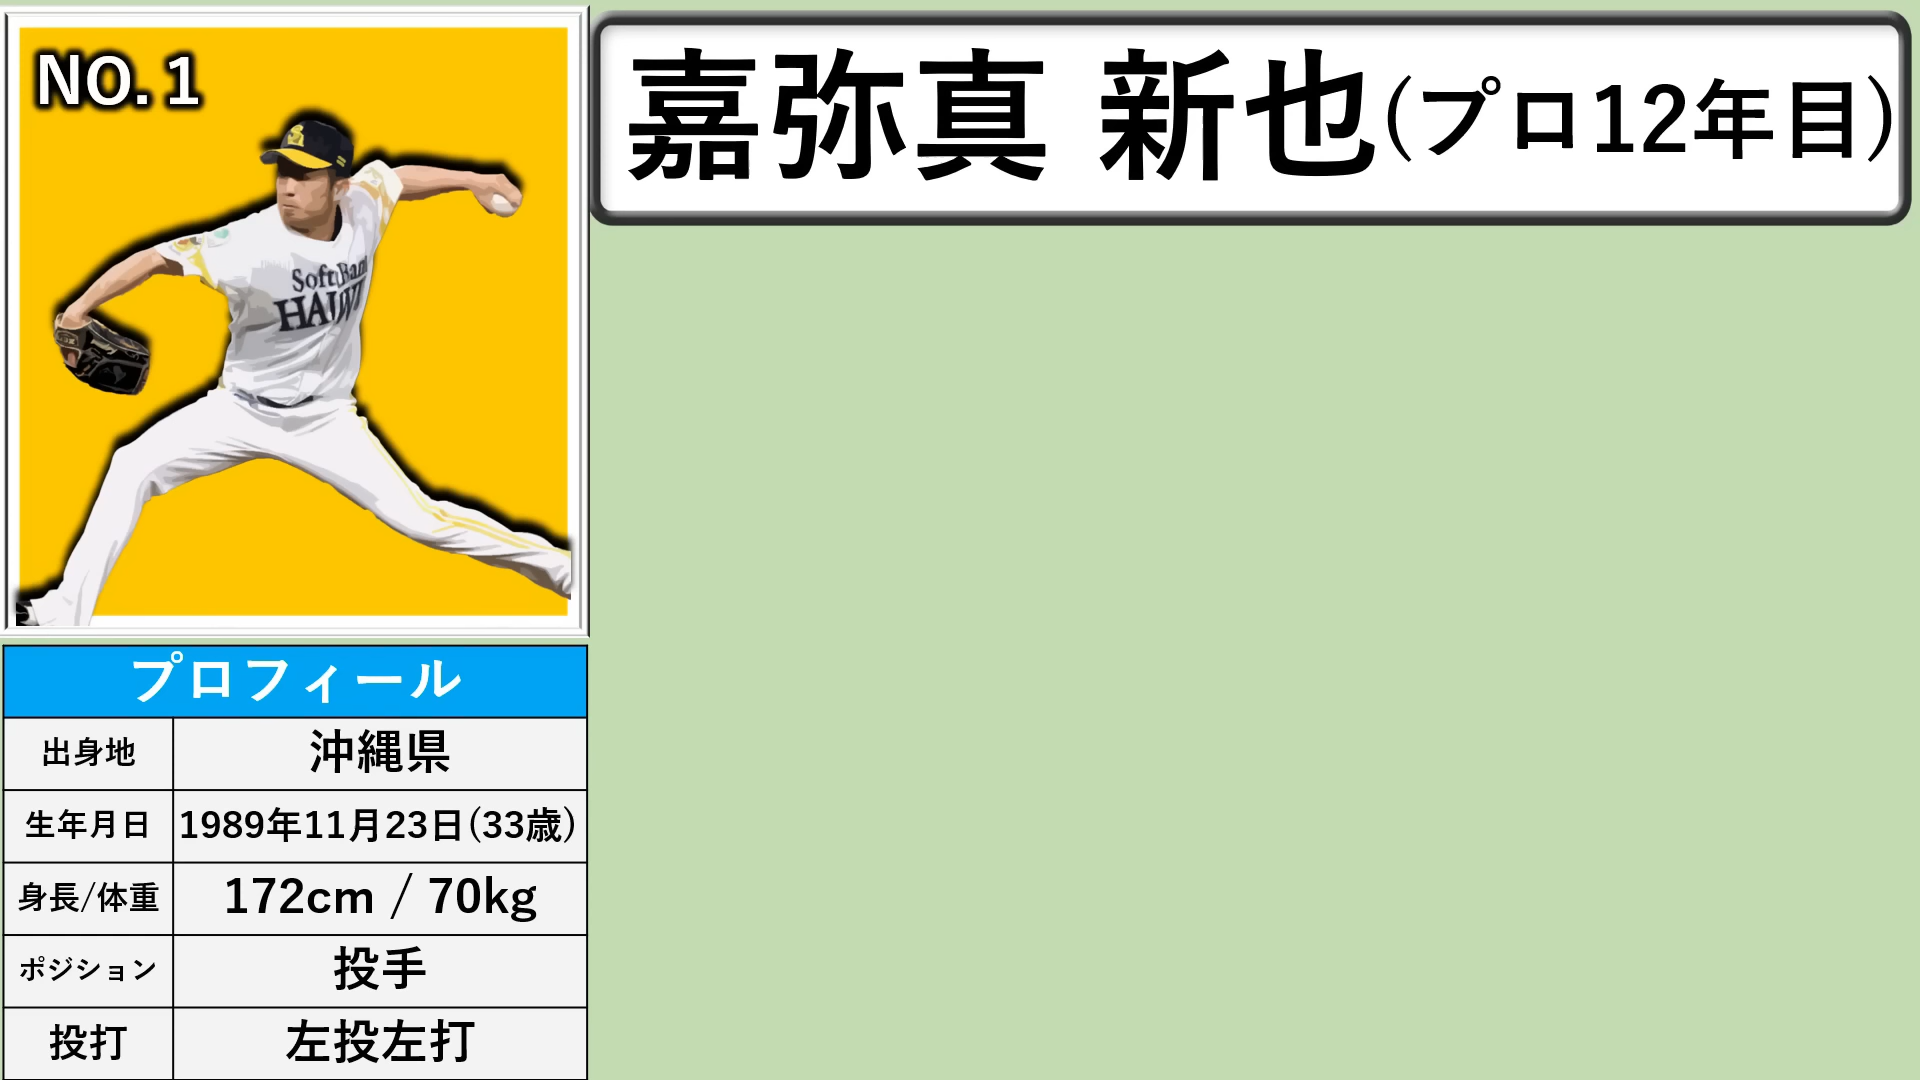 NO.1
嘉弥真 新也(プロ12年目)
SoftBank
HAWK
プロフィール
出身地 沖縄県
生年月日 1989年11月23日(33歳)
身長/体重 172cm / 70kg
ポジション 投手
投打 左投左打